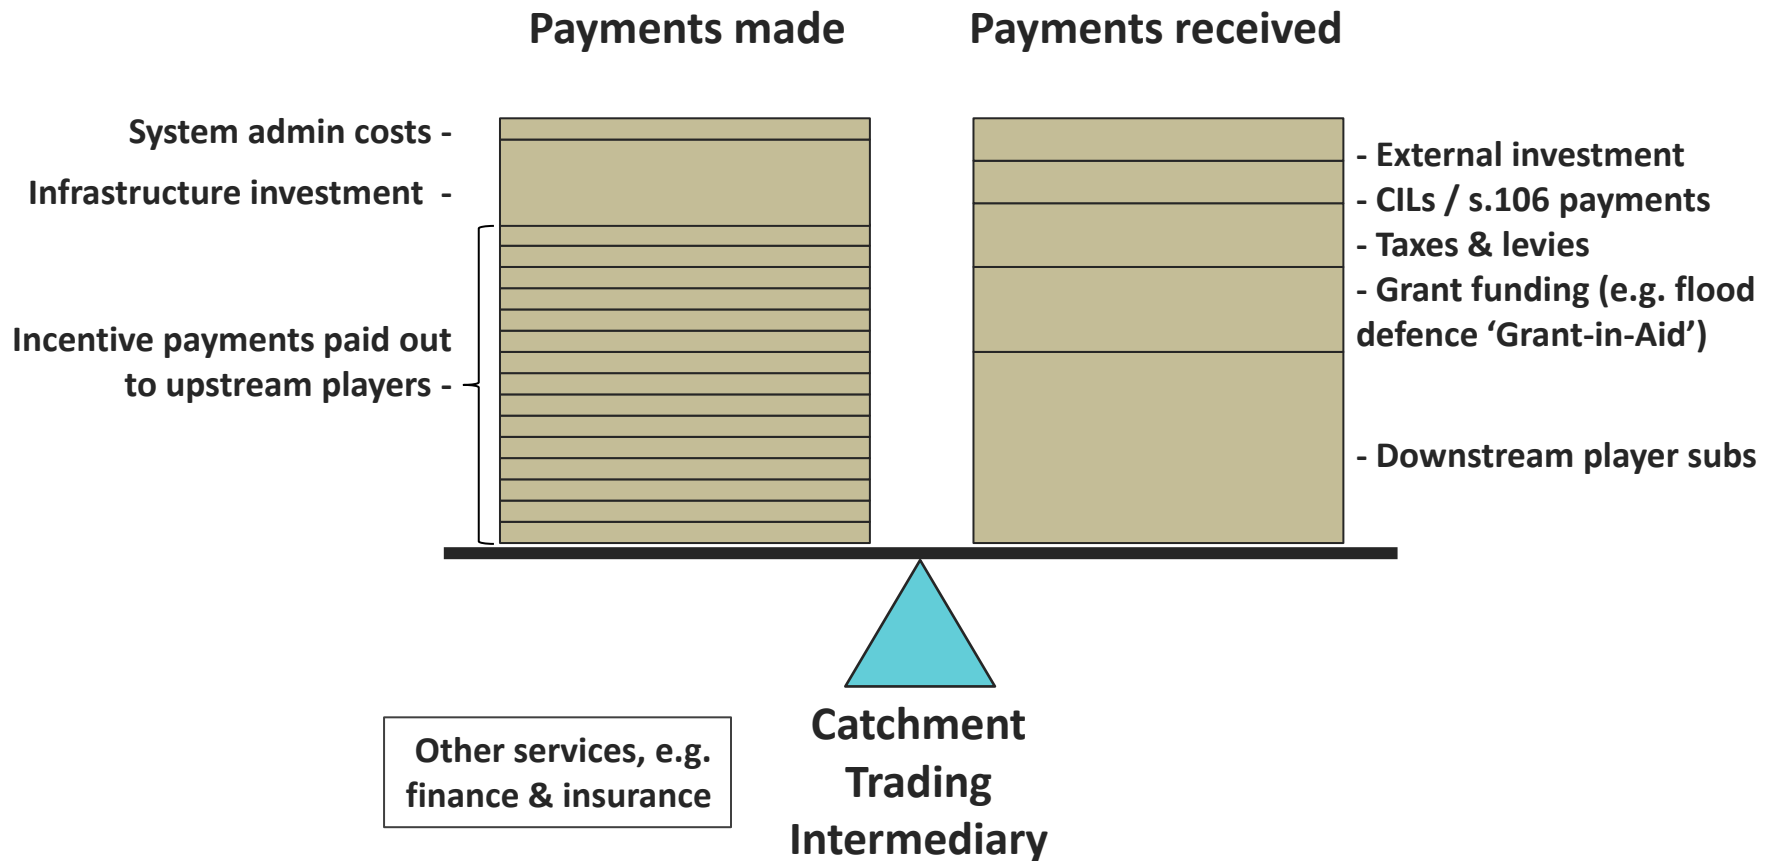 Payments made
Payments received
System admin costs -
Infrastructure investment  -
Incentive payments paid out
to upstream players -
- External investment
- CILs / s.106 payments
- Taxes & levies
- Grant funding (e.g. flood
defence ‘Grant-in-Aid’)
- Downstream player subs
Other services, e.g.
finance & insurance
Catchment
Trading
Intermediary